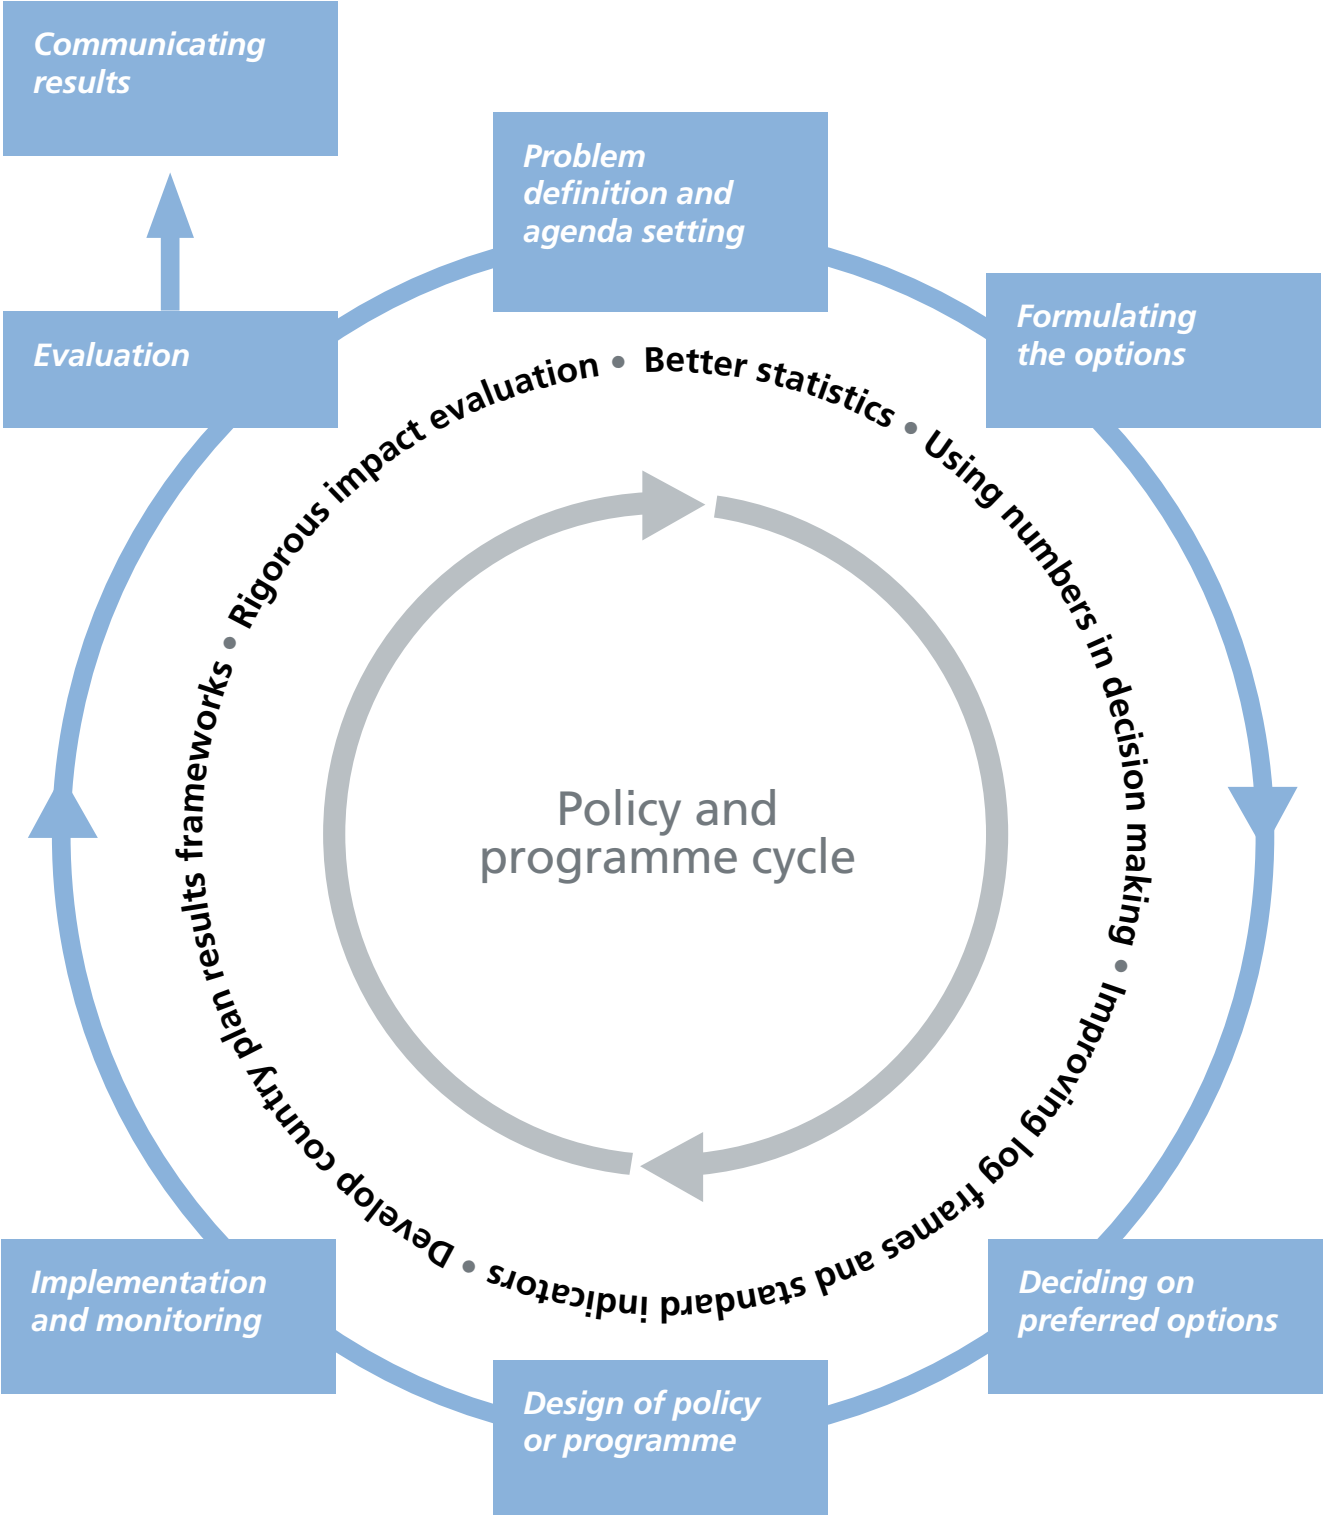 Communicating
results
Problem
definition and
agenda setting
Formulating
the options
Evaluation
Rigorous impact evaluation • Better statistics • Using numbers in decision making • Improving log frames and standard indicators • Develop country plan results frameworks •
Policy and
programme cycle
Implementation
and monitoring
Deciding on
preferred options
Design of policy
or programme